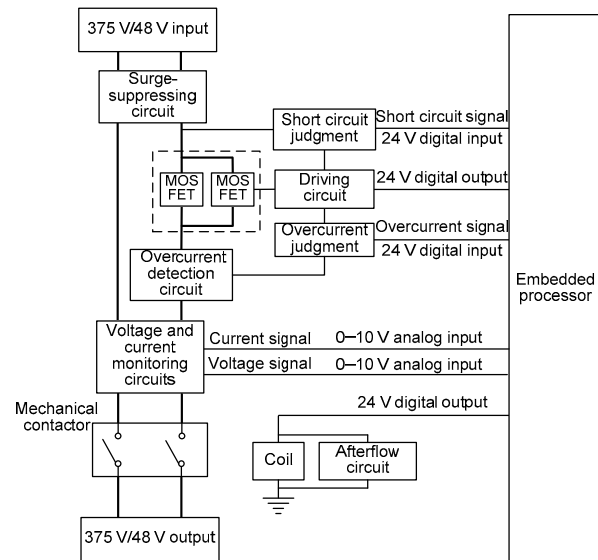 375 V/48 V input
Surge-
suppressing
circuit
Short circuit
judgment
Short circuit signal
24 V digital input
MOS
FET
MOS
FET
Driving
circuit
24 V digital output
Overcurrent
judgment
Overcurrent signal
24 V digital input
Overcurrent
detection
circuit
Embedded
processor
Voltage and
current
monitoring
circuits
Current signal 0–10 V analog input
Voltage signal 0–10 V analog input
Mechanical
contactor
24 V digital output
Coil
Afterflow
circuit
375 V/48 V output